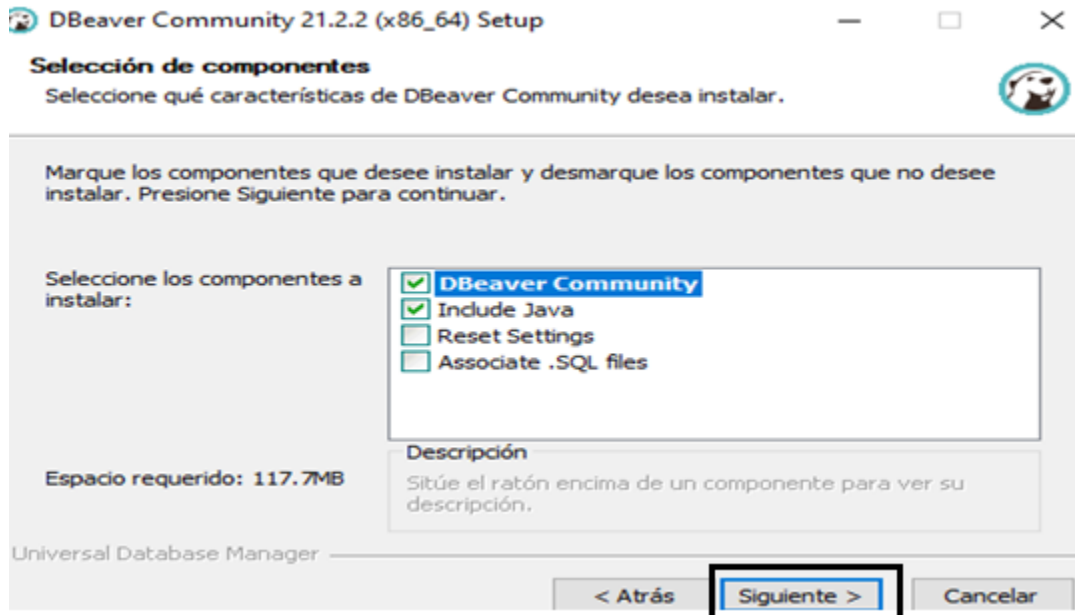 DBeaver Community 21.2.2 (x86_64) Setup
Selección de componentes
Seleccione qué características de DBeaver Community desea instalar.
Marque los componentes que desee instalar y desmarque los componentes que no desee
instalar. Presione Siguiente para continuar.
Seleccione los componentes a
instalar:
DBeaver Community
Include Java
Reset Settings
Associate .SQL files
Espacio requerido: 117.7MB
Descripción
Sitúe el ratón encima de un componente para ver su
descripción.
Universal Database Manager
< Atrás
Siguiente >
Cancelar